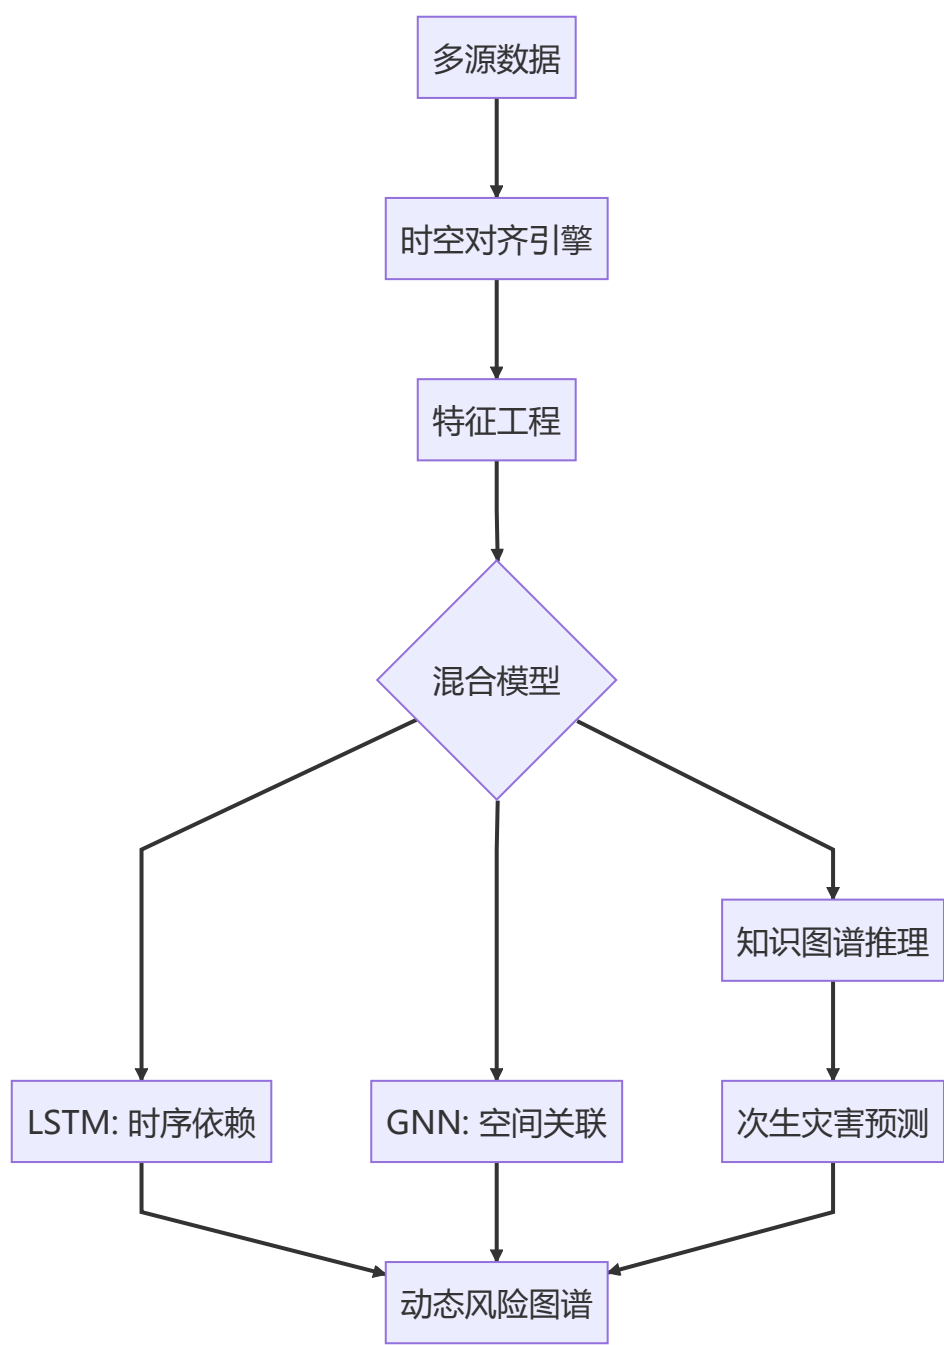 多源数据
时空对齐引擎
特征工程
混合模型
知识图谱推理
LSTM: 时序依赖
GNN: 空间关联
次生灾害预测
动态风险图谱